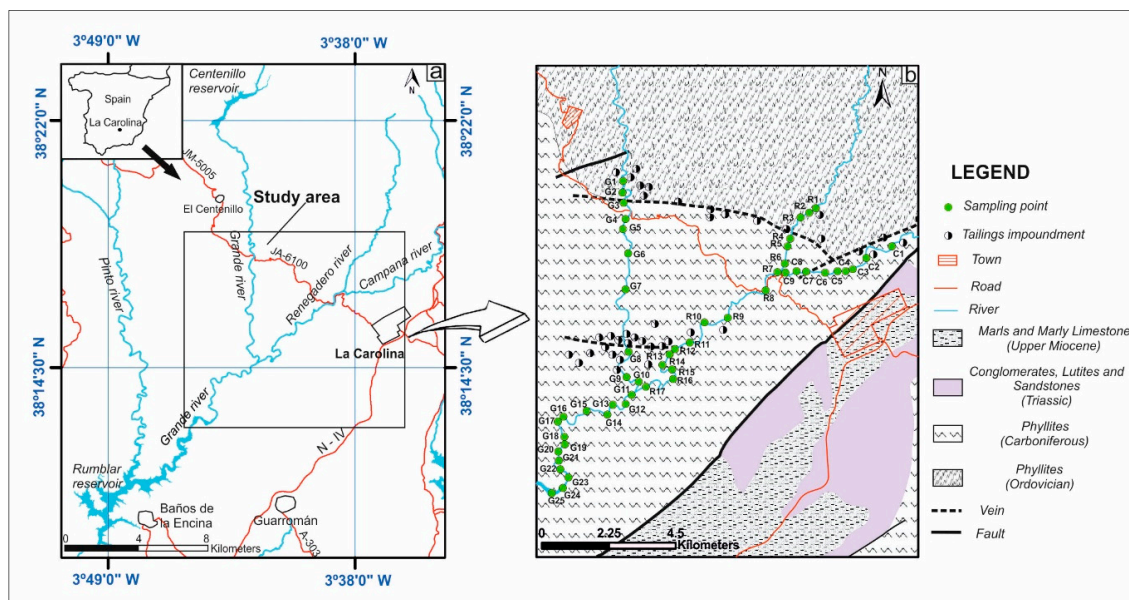 3º49'0" W
3º38'0" W
38º22'0" N
38º22'0" N
38º14'30" N
38º14'30" N
3º49'0" W
3º38'0" W
a
N
Spain
La Carolina
Centenillo
reservoir
JM-5005
El Centenillo
Study area
JA-6100
Pinto river
Grande river
Renegadero river
Campana river
La Carolina
Grande river
N - IV
Rumblar
reservoir
Baños de
la Encina
Guarromán
A-303
0 4 8
Kilometers
b
N
G1
G2
G3
G4
G5
G6
G7
G8
G9
G10
G11
G12
G13
G14
G15
G16
G17
G18
G19
G20
G21
G22
G23
G24
G25
R1
R2
R3
R4
R5
R6
R7
R8
R9
R10
R11
R12
R13
R14
R15
R16
R17
C1
C2
C3
C4
C5
C6
C7
C8
C9
0 2.25 4.5
Kilometers
LEGEND
Sampling point
Tailings impoundment
Town
Road
River
Marls and Marly Limestone
(Upper Miocene)
Conglomerates, Lutites and
Sandstones
(Triassic)
Phyllites
(Carboniferous)
Phyllites
(Ordovician)
Vein
Fault